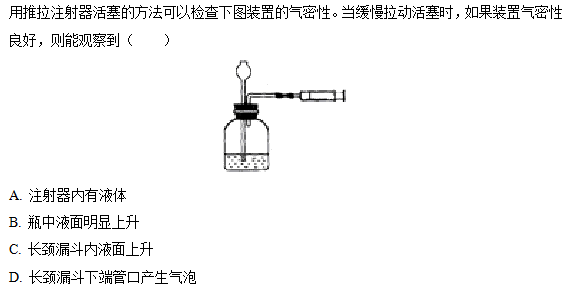 用推拉注射器活塞的方法可以检查下图装置的气密性。当缓慢拉动活塞时，如果装置气密性
良好，则能观察到（　　）
A. 注射器内有液体
B. 瓶中液面明显上升
C. 长颈漏斗内液面上升
D. 长颈漏斗下端管口产生气泡